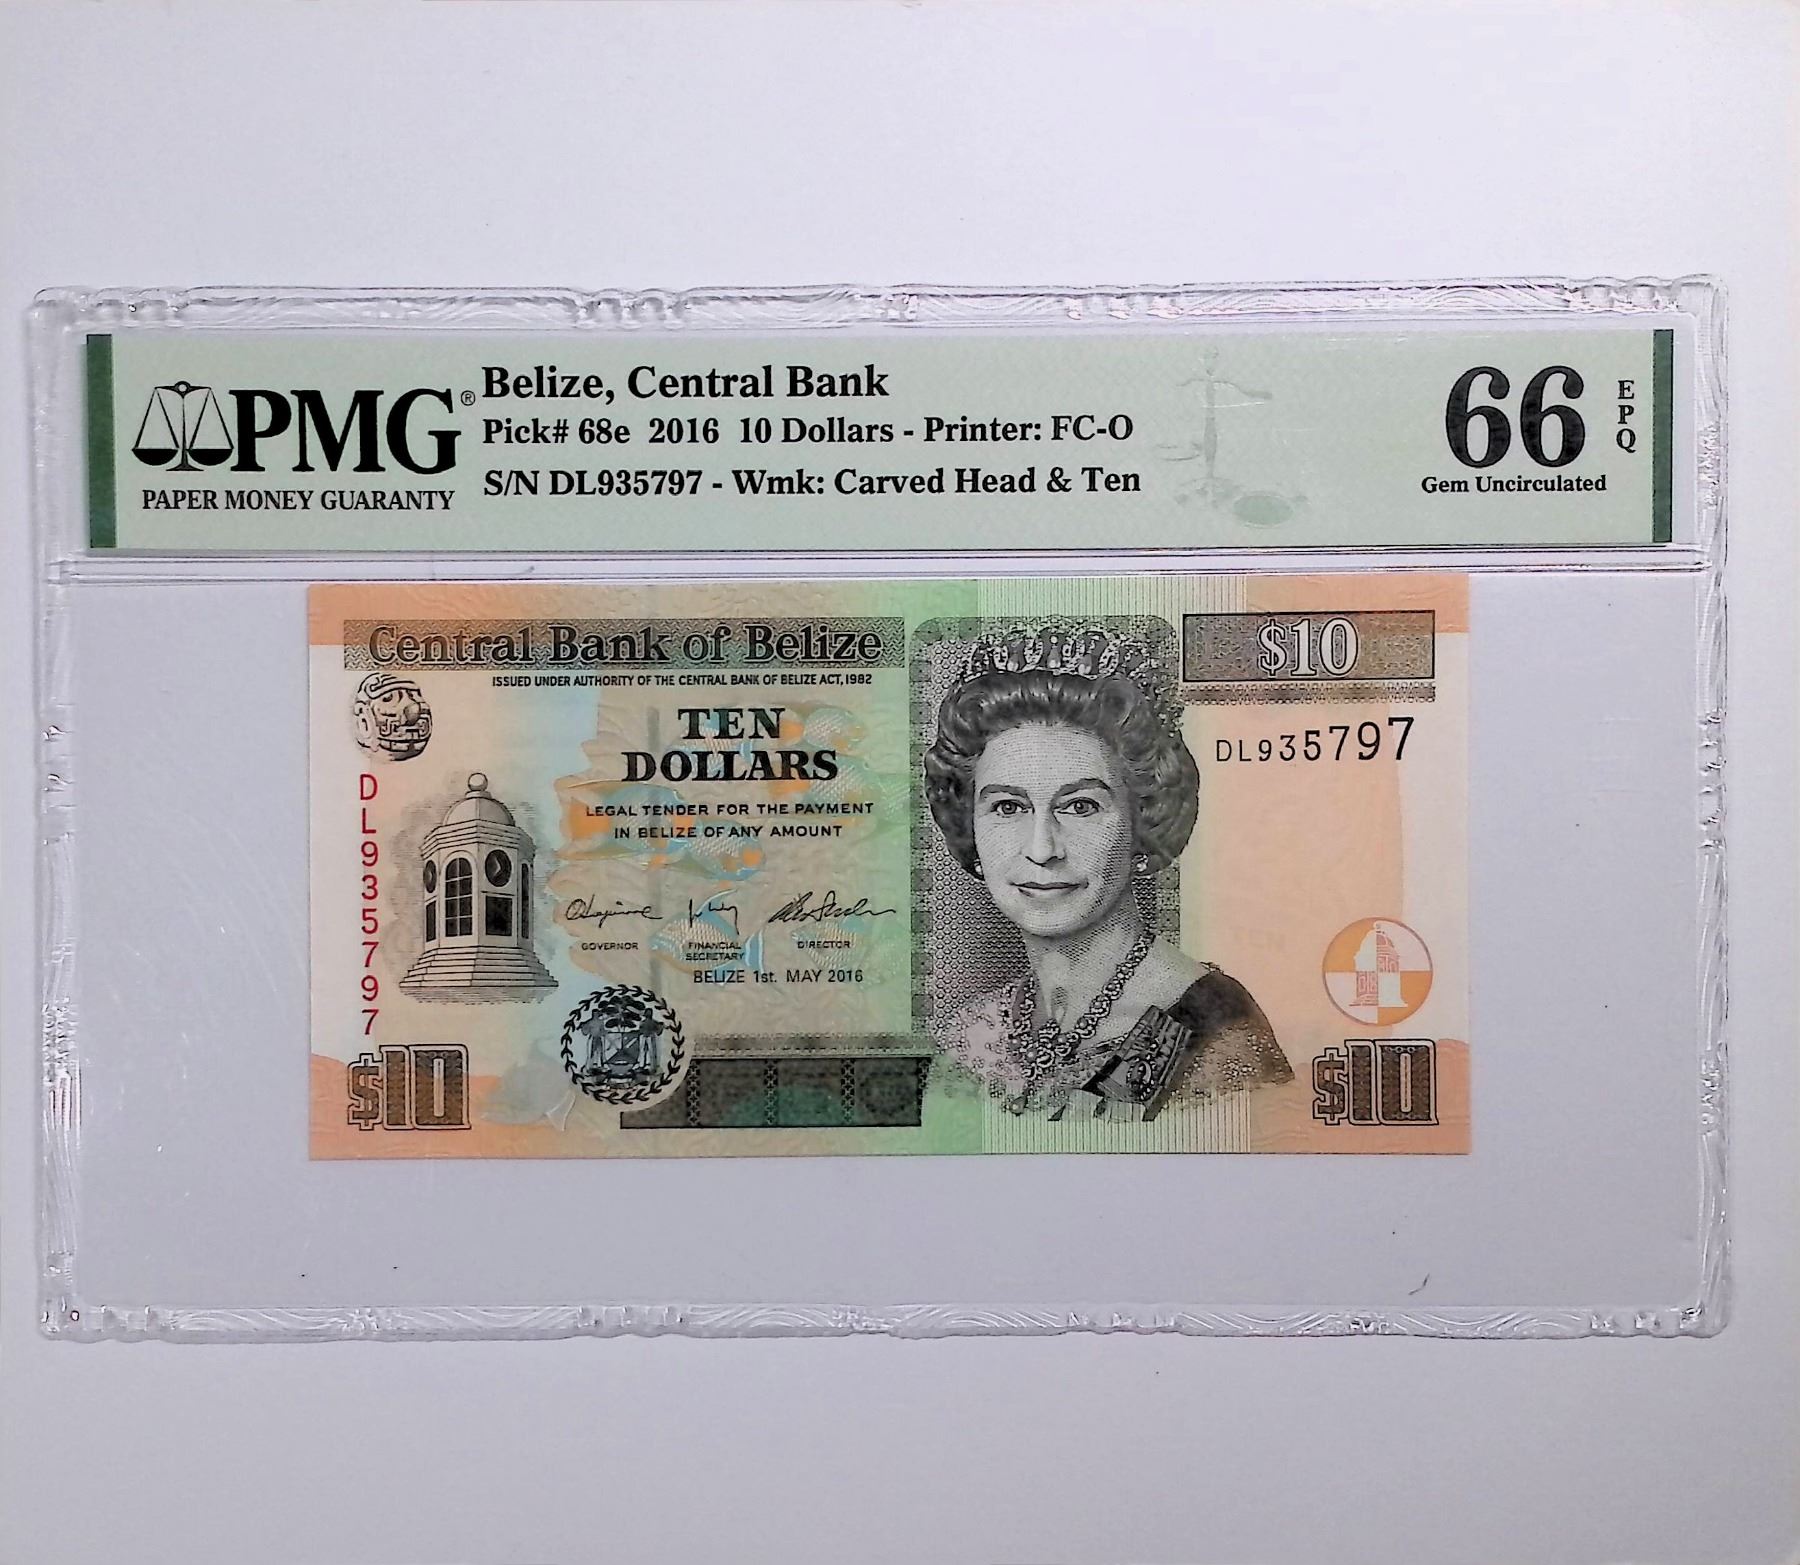 PMG®
PAPER MONEY GUARANTY
Belize, Central Bank
Pick# 68e 2016 10 Dollars - Printer: FC-O
S/N DL935797 - Wmk: Carved Head & Ten
66
EPQ
Gem Uncirculated
Central Bank of Belize
$10
ISSUED UNDER AUTHORITY OF THE CENTRAL BANK OF BELIZE ACT, 1982
TEN
DOLLARS
DL935797
DL935797
LEGAL TENDER FOR THE PAYMENT
IN BELIZE OF ANY AMOUNT
GOVERNOR
FINANCIAL
SECRETARY
DIRECTOR
BELIZE 1st. MAY 2016
$10
$10